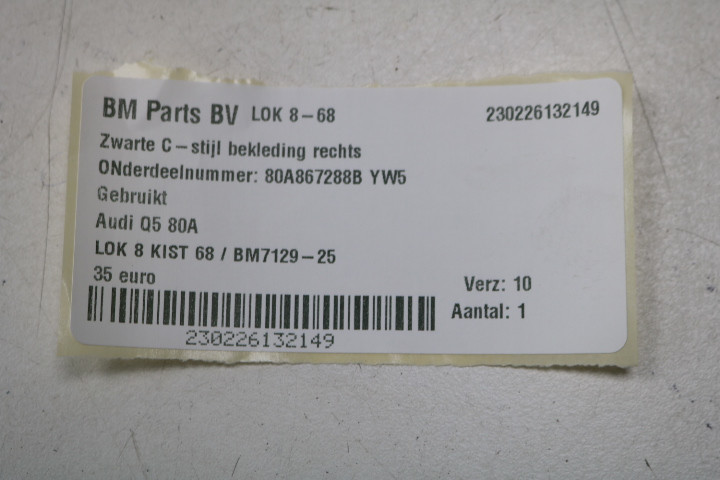 BM Parts BV LOK 8-68 230226132149
Zwarte C-stijl bekleding rechts
ONderdeelnummer: 80A867288B YW5
Gebruikt
Audi Q5 80A
LOK 8 KIST 68 / BM7129-25
35 euro
Verz: 10
Aantal: 1
230226132149